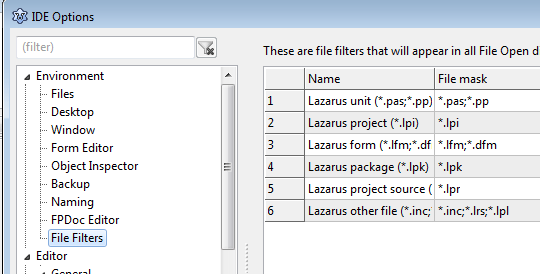 IDE Options
(filter)
These are file filters that will appear in all File Open d
Environment
Files
Desktop
Window
Form Editor
Object Inspector
Backup
Naming
FPDoc Editor
File Filters
Editor
General
Name File mask
1 Lazarus unit (*.pas;*.pp) *.pas;*.pp
2 Lazarus project (*.lpi) *.lpi
3 Lazarus form (*.lfm;*.df *.lfm;*.dfm
4 Lazarus package (*.lpk) *.lpk
5 Lazarus project source ( *.lpr
6 Lazarus other file (*.inc; *.inc;*.lrs;*.lpl